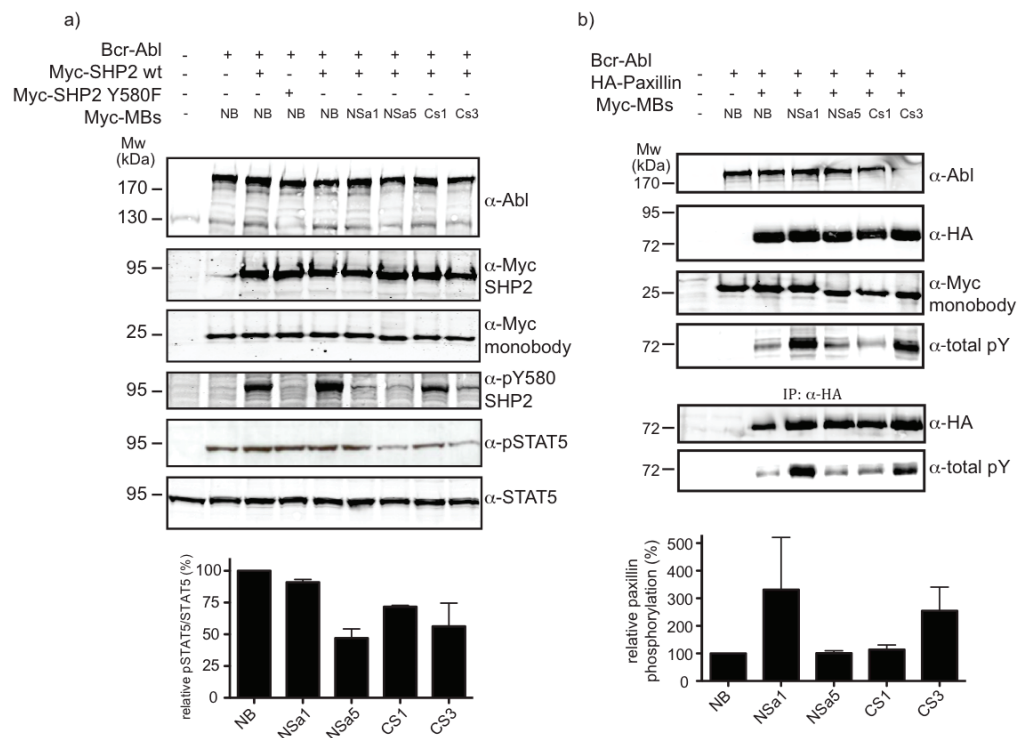 a)
Bcr-Abl - + + + + + + + +
Myc-SHP2 wt - - + - + + + + +
Myc-SHP2 Y580F - - - + - - - - -
Myc-MBs - NB NB NB NB NSa1 NSa5 Cs1 Cs3
Mw
(kDa)
170
130
α-Abl
95
α-Myc
SHP2
25
α-Myc
monobody
95
α-pY580
SHP2
95
α-pSTAT5
95
α-STAT5
relative pSTAT5/STAT5 (%)
100
75
50
25
0
NB NSa1 NSa5 CS1 CS3
b)
Bcr-Abl - + + + + + +
HA-Paxillin - - + + + + +
Myc-MBs - NB NB NSa1 NSa5 Cs1 Cs3
Mw
(kDa)
170
α-Abl
95
72
α-HA
25
α-Myc
monobody
72
α-total pY
IP: α-HA
72
α-HA
72
α-total pY
relative paxillin
phosphorylation (%)
500
400
300
200
100
0
NB NSa1 NSa5 CS1 CS3